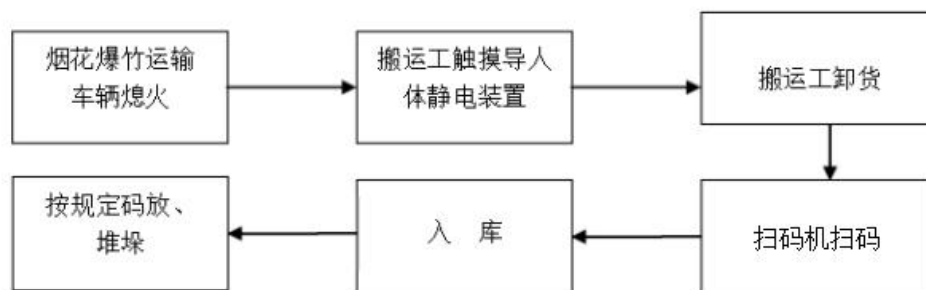 烟花爆竹运输
车辆熄火
搬运工触摸导人
体静电装置
搬运工卸货
扫码机扫码
入 库
按规定码放、
堆垛